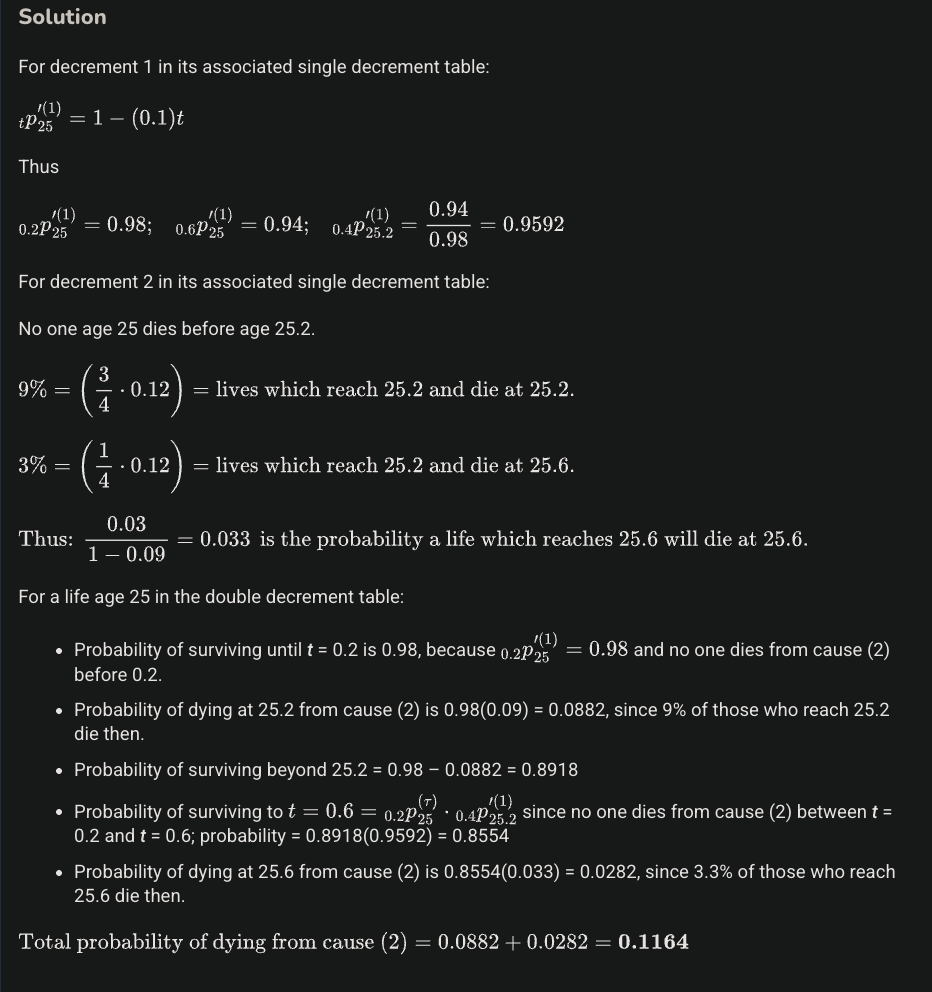 Solution
For decrement 1 in its associated single decrement table:
${}_{t}p_{25}^{\prime(1)} = 1 - (0.1)t$
Thus
${}_{0.2}p_{25}^{\prime(1)} = 0.98; \quad {}_{0.6}p_{25}^{\prime(1)} = 0.94; \quad {}_{0.4}p_{25.2}^{\prime(1)} = \frac{0.94}{0.98} = 0.9592$
For decrement 2 in its associated single decrement table:
No one age 25 dies before age 25.2.
$9\% = \left(\frac{3}{4} \cdot 0.12\right) = \text{lives which reach 25.2 and die at 25.2.}$
$3\% = \left(\frac{1}{4} \cdot 0.12\right) = \text{lives which reach 25.2 and die at 25.6.}$
$\text{Thus: } \frac{0.03}{1 - 0.09} = 0.033 \text{ is the probability a life which reaches 25.6 will die at 25.6.}$
For a life age 25 in the double decrement table:
• Probability of surviving until t = 0.2 is 0.98, because ${}_{0.2}p_{25}^{\prime(1)} = 0.98$ and no one dies from cause (2)
before 0.2.
• Probability of dying at 25.2 from cause (2) is 0.98(0.09) = 0.0882, since 9% of those who reach 25.2
die then.
• Probability of surviving beyond 25.2 = 0.98 – 0.0882 = 0.8918
• Probability of surviving to $t = 0.6 = {}_{0.2}p_{25}^{(\tau)} \cdot {}_{0.4}p_{25.2}^{\prime(1)}$ since no one dies from cause (2) between t =
0.2 and t = 0.6; probability = 0.8918(0.9592) = 0.8554
• Probability of dying at 25.6 from cause (2) is 0.8554(0.033) = 0.0282, since 3.3% of those who reach
25.6 die then.
Total probability of dying from cause (2) = 0.0882 + 0.0282 = 0.1164